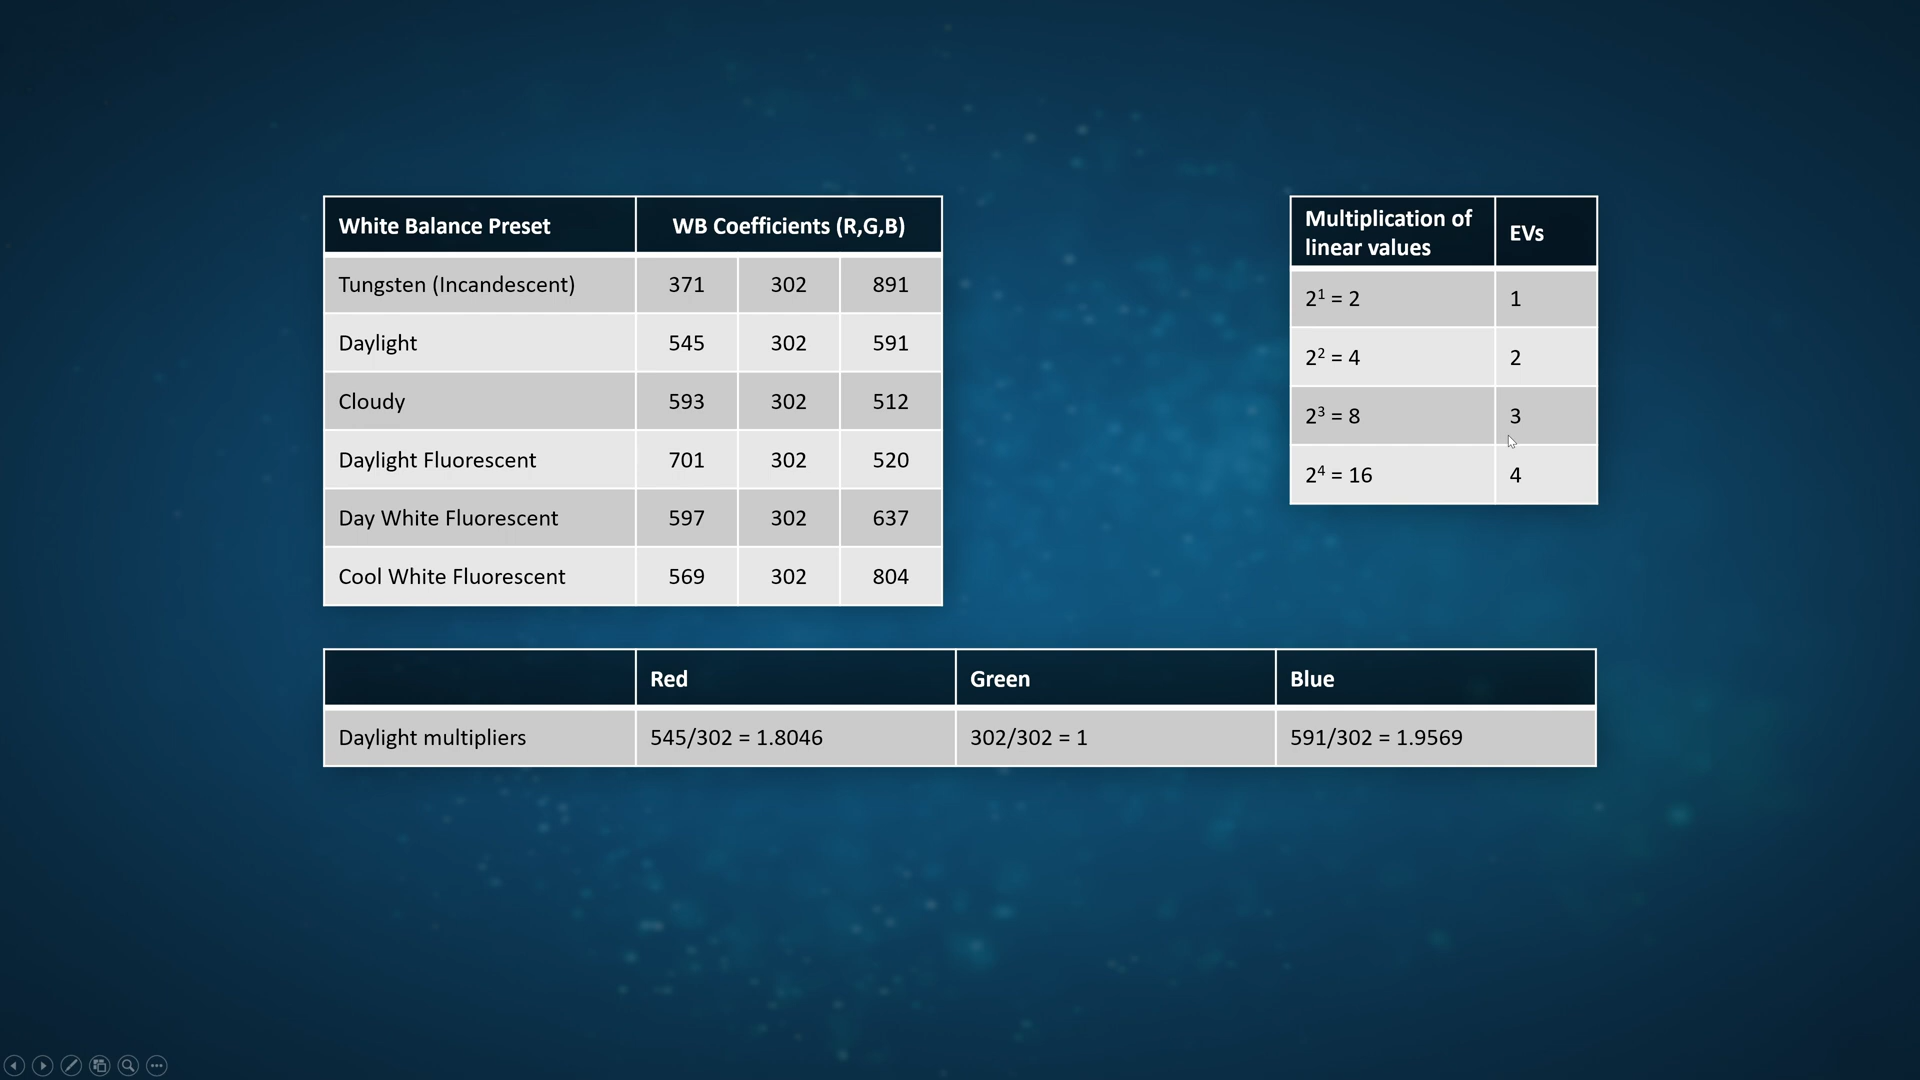 White Balance Preset WB Coefficients (R,G,B)
Tungsten (Incandescent) 371 302 891
Daylight 545 302 591
Cloudy 593 302 512
Daylight Fluorescent 701 302 520
Day White Fluorescent 597 302 637
Cool White Fluorescent 569 302 804
Multiplication of
linear values EVs
2¹ = 2 1
2² = 4 2
2³ = 8 3
2⁴ = 16 4
Red Green Blue
Daylight multipliers 545/302 = 1.8046 302/302 = 1 591/302 = 1.9569